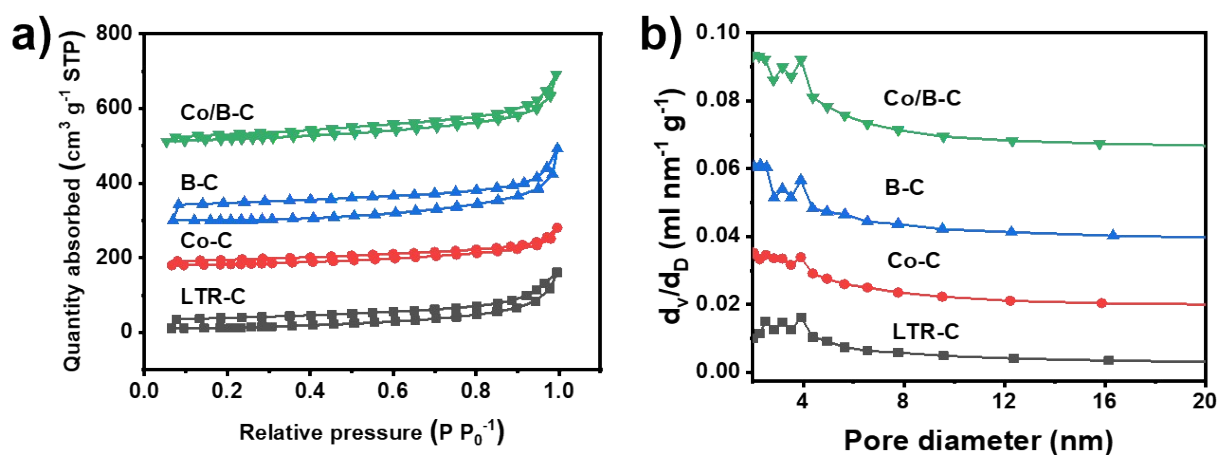 a)
Quantity absorbed (cm³ g⁻¹ STP)
800
600
400
200
0
Co/B-C
B-C
Co-C
LTR-C
0.0 0.2 0.4 0.6 0.8 1.0
Relative pressure (P P₀⁻¹)
b)
dᵥ/d_D (ml nm⁻¹ g⁻¹)
0.10
0.08
0.06
0.04
0.02
0.00
Co/B-C
B-C
Co-C
LTR-C
4 8 12 16 20
Pore diameter (nm)